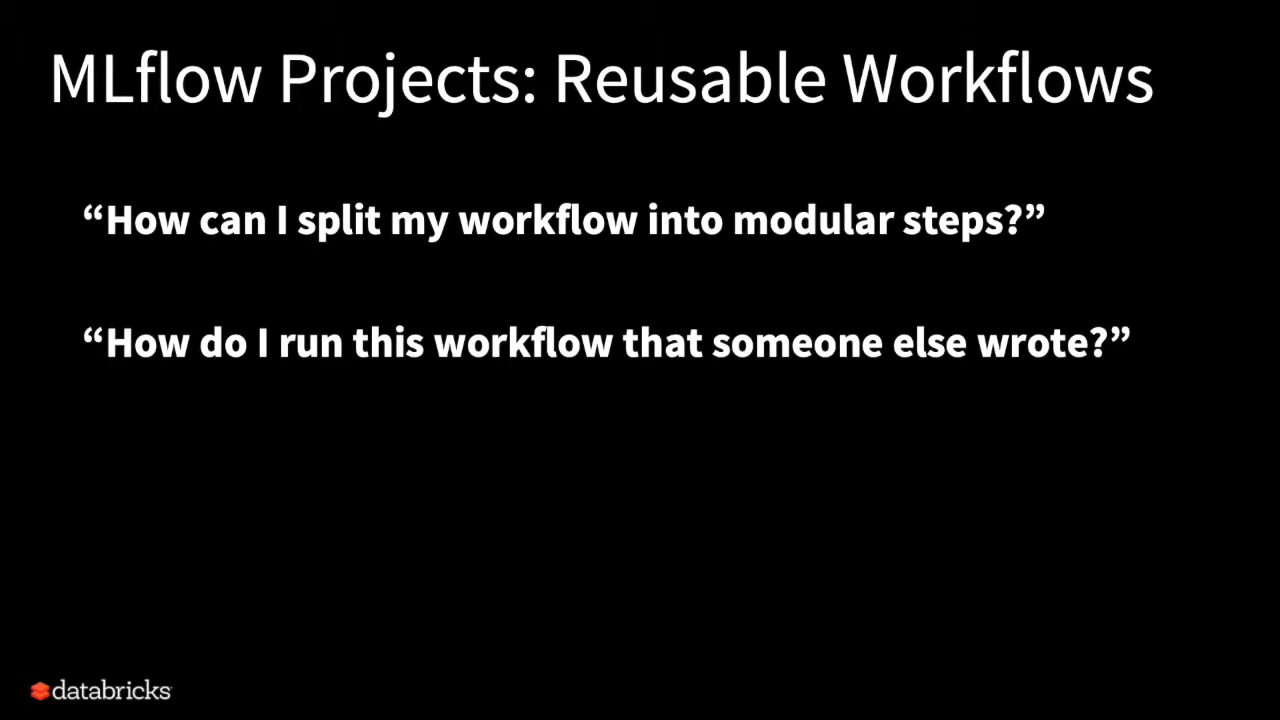 MLflow Projects: Reusable Workflows
“How can I split my workflow into modular steps?”
“How do I run this workflow that someone else wrote?”
databricks